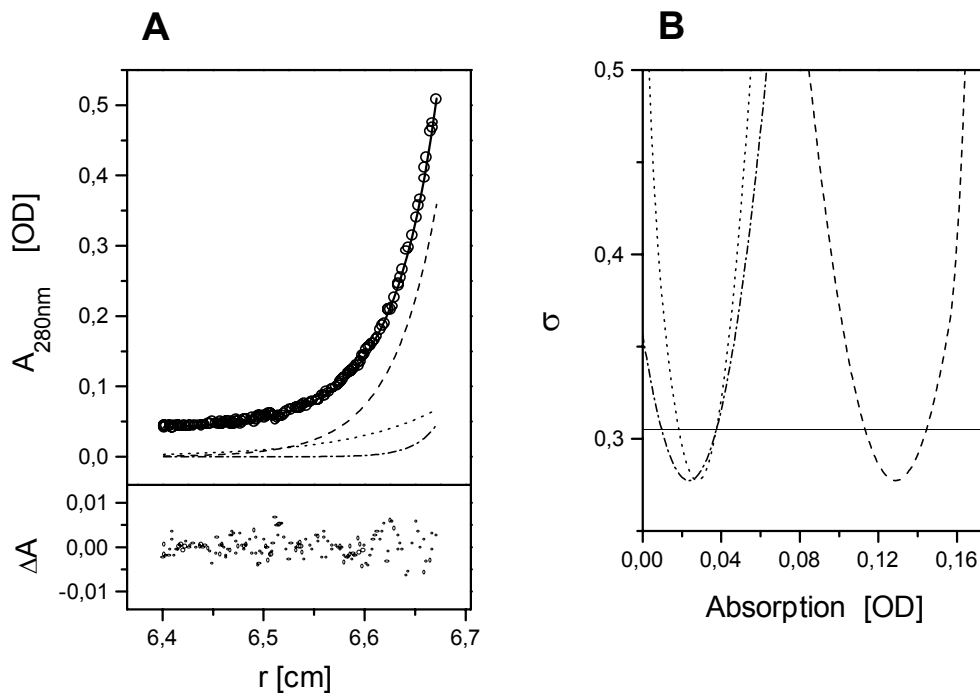 A
0,5
0,4
0,3
0,2
0,1
0,0
A280nm [OD]
0,01
0,00
-0,01
ΔA
6,4 6,5 6,6 6,7
r [cm]
B
0,5
0,4
0,3
σ
0,00 0,04 0,08 0,12 0,16
Absorption [OD]